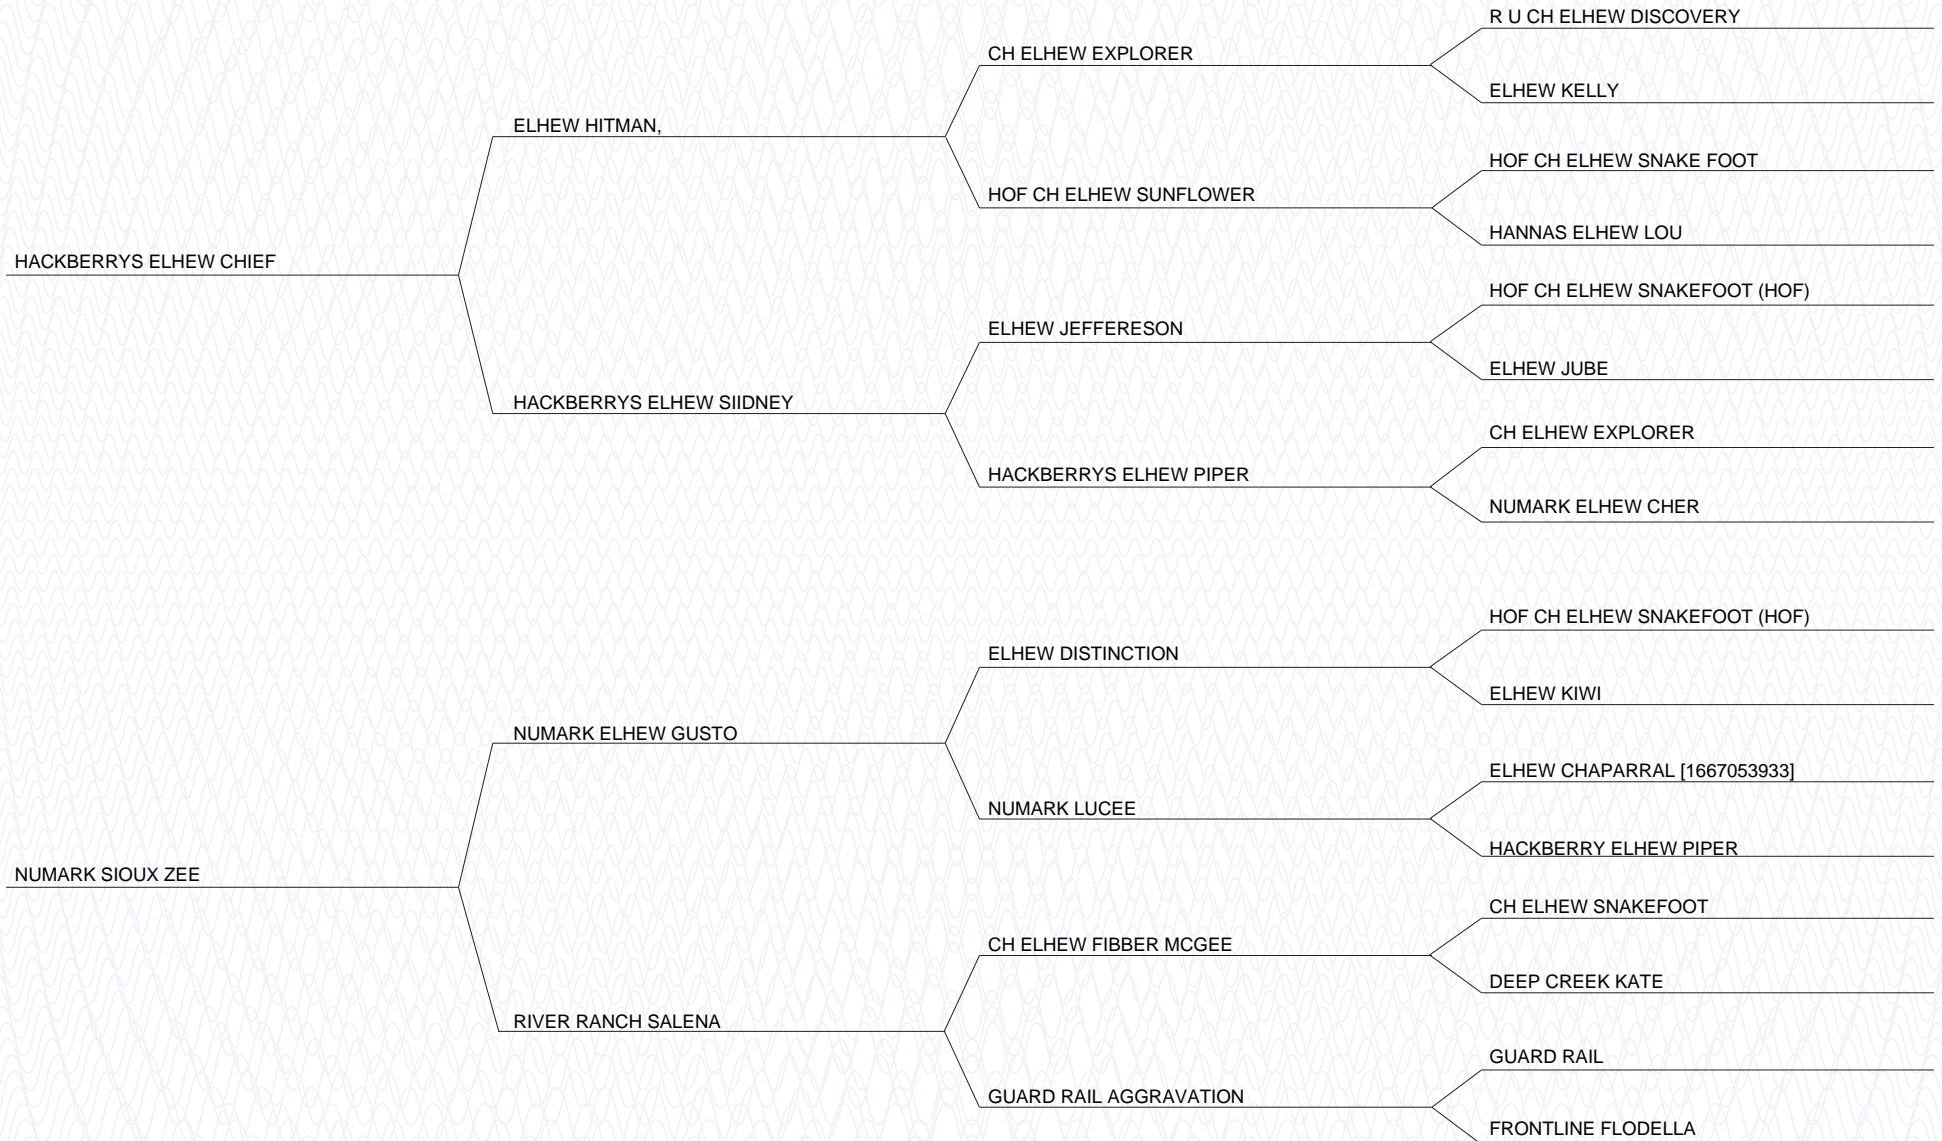 R U CH ELHEW DISCOVERY
CH ELHEW EXPLORER
ELHEW KELLY
ELHEW HITMAN,
HOF CH ELHEW SNAKE FOOT
HOF CH ELHEW SUNFLOWER
HANNAS ELHEW LOU
HACKBERRYS ELHEW CHIEF
HOF CH ELHEW SNAKEFOOT (HOF)
ELHEW JEFFERESON
ELHEW JUBE
HACKBERRYS ELHEW SIIDNEY
CH ELHEW EXPLORER
HACKBERRYS ELHEW PIPER
NUMARK ELHEW CHER
HOF CH ELHEW SNAKEFOOT (HOF)
ELHEW DISTINCTION
ELHEW KIWI
NUMARK ELHEW GUSTO
ELHEW CHAPARRAL [1667053933]
NUMARK LUCEE
HACKBERRY ELHEW PIPER
NUMARK SIOUX ZEE
CH ELHEW SNAKEFOOT
CH ELHEW FIBBER MCGEE
DEEP CREEK KATE
RIVER RANCH SALENA
GUARD RAIL
GUARD RAIL AGGRAVATION
FRONTLINE FLODELLA